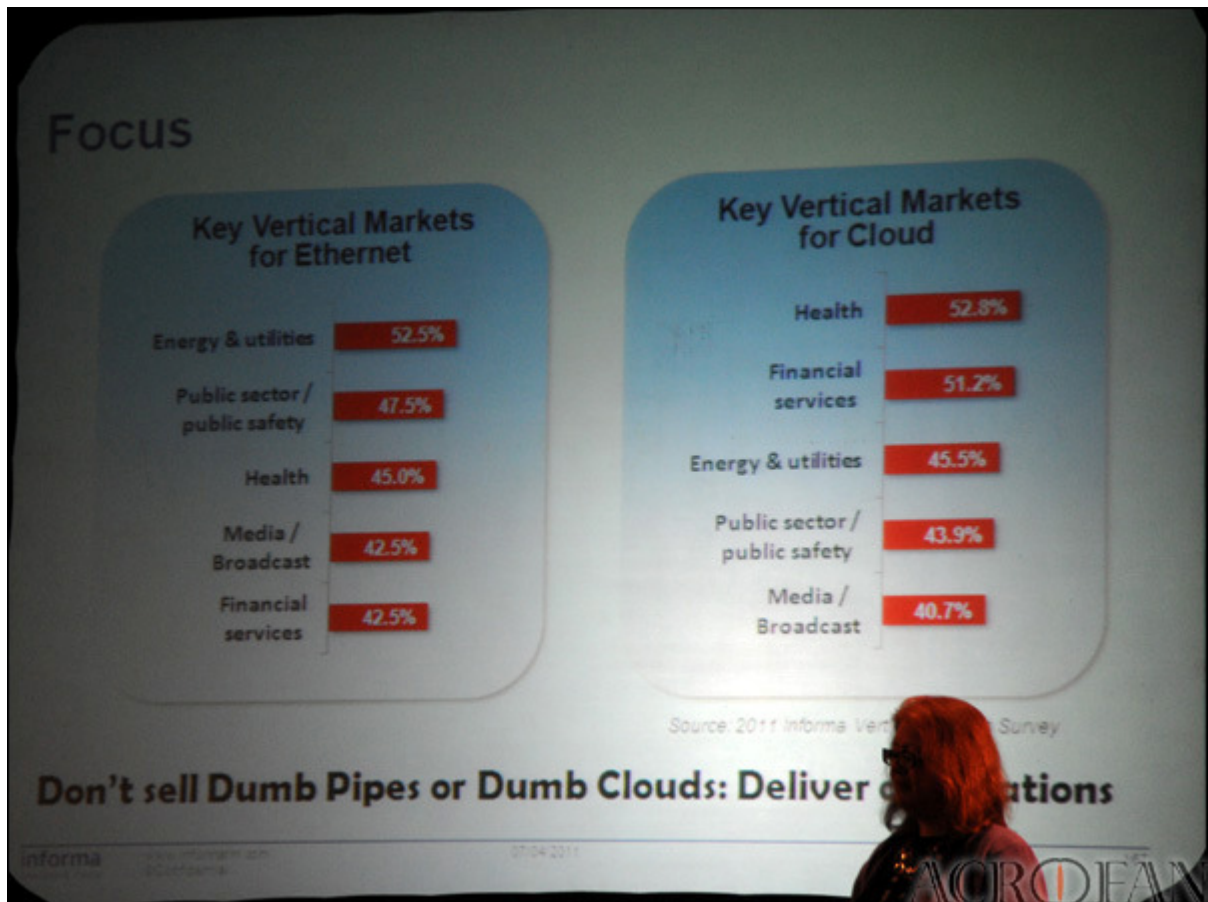 Focus
Key Vertical Markets
for Ethernet
Energy & utilities
52.5%
Public sector /
public safety
47.5%
Health
45.0%
Media /
Broadcast
42.5%
Financial
services
42.5%
Key Vertical Markets
for Cloud
Health
52.8%
Financial
services
51.2%
Energy & utilities
45.5%
Public sector /
public safety
43.9%
Media /
Broadcast
40.7%
Source: 2011 Informa Survey
Don't sell Dumb Pipes or Dumb Clouds: Deliver
informa
07/04/2011
ACROFAN